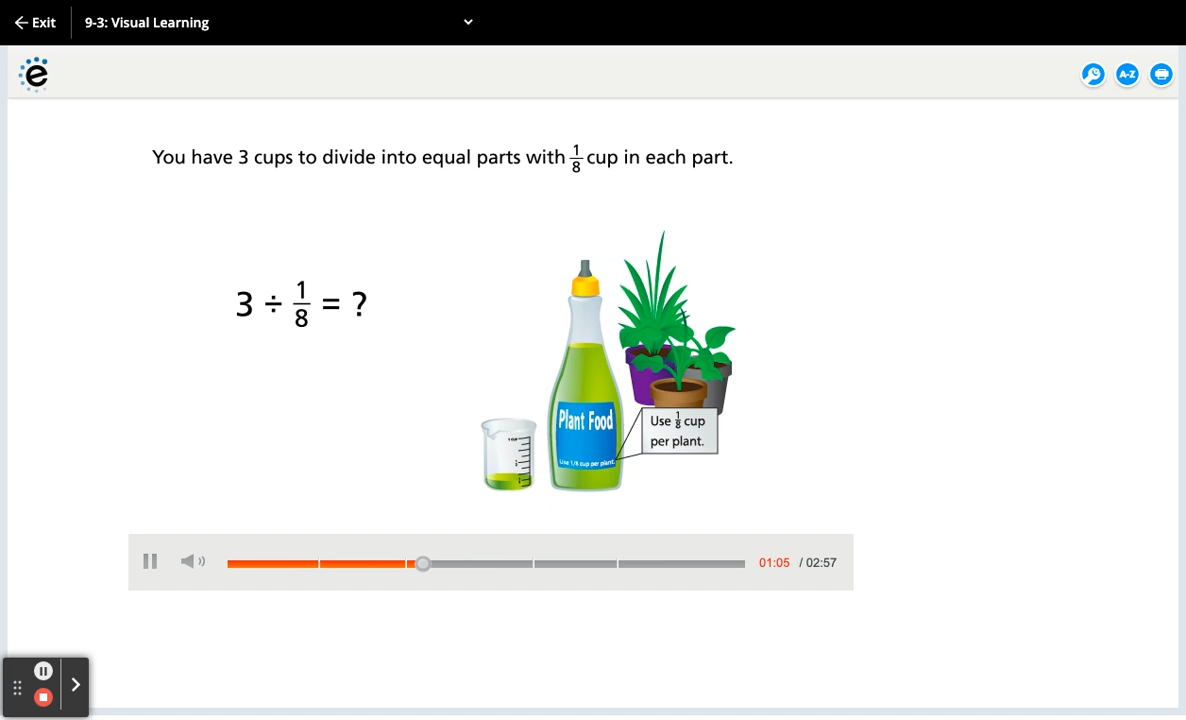 Exit 9-3: Visual Learning
e
A-Z
You have 3 cups to divide into equal parts with 1/8 cup in each part.
3 ÷ 1/8 = ?
Plant Food
Use 1/8 cup per plant.
Use 1/8 cup
per plant.
01:05 / 02:57